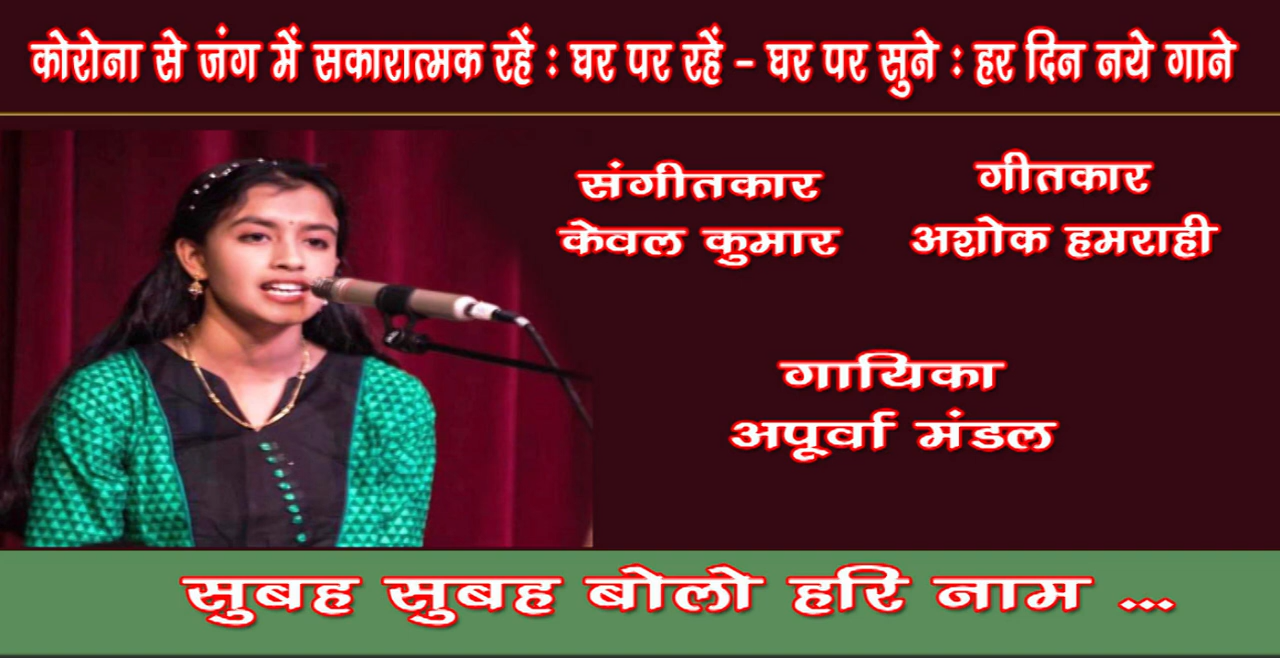 कोरोना से जंग में सकारात्मक रहें : घर पर रहें - घर पर सुने : हर दिन नये गाने
संगीतकार
केवल कुमार
गीतकार
अशोक हमराही
गायिका
अपूर्वा मंडल
सुबह सुबह बोलो हरि नाम ...